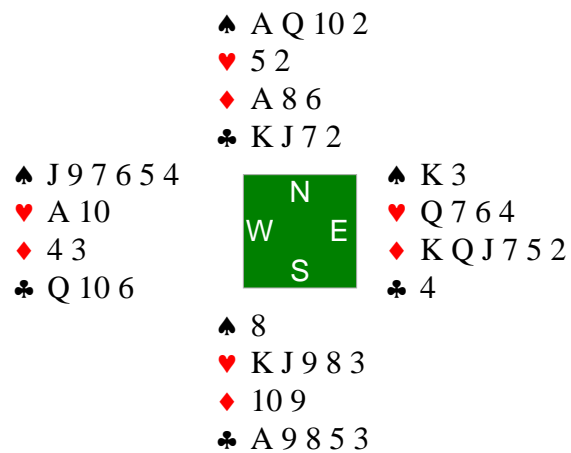 ♠ A Q 10 2
♥ 5 2
♦ A 8 6
♣ K J 7 2
♠ J 9 7 6 5 4
♥ A 10
♦ 4 3
♣ Q 10 6
N
W E
S
♠ K 3
♥ Q 7 6 4
♦ K Q J 7 5 2
♣ 4
♠ 8
♥ K J 9 8 3
♦ 10 9
♣ A 9 8 5 3